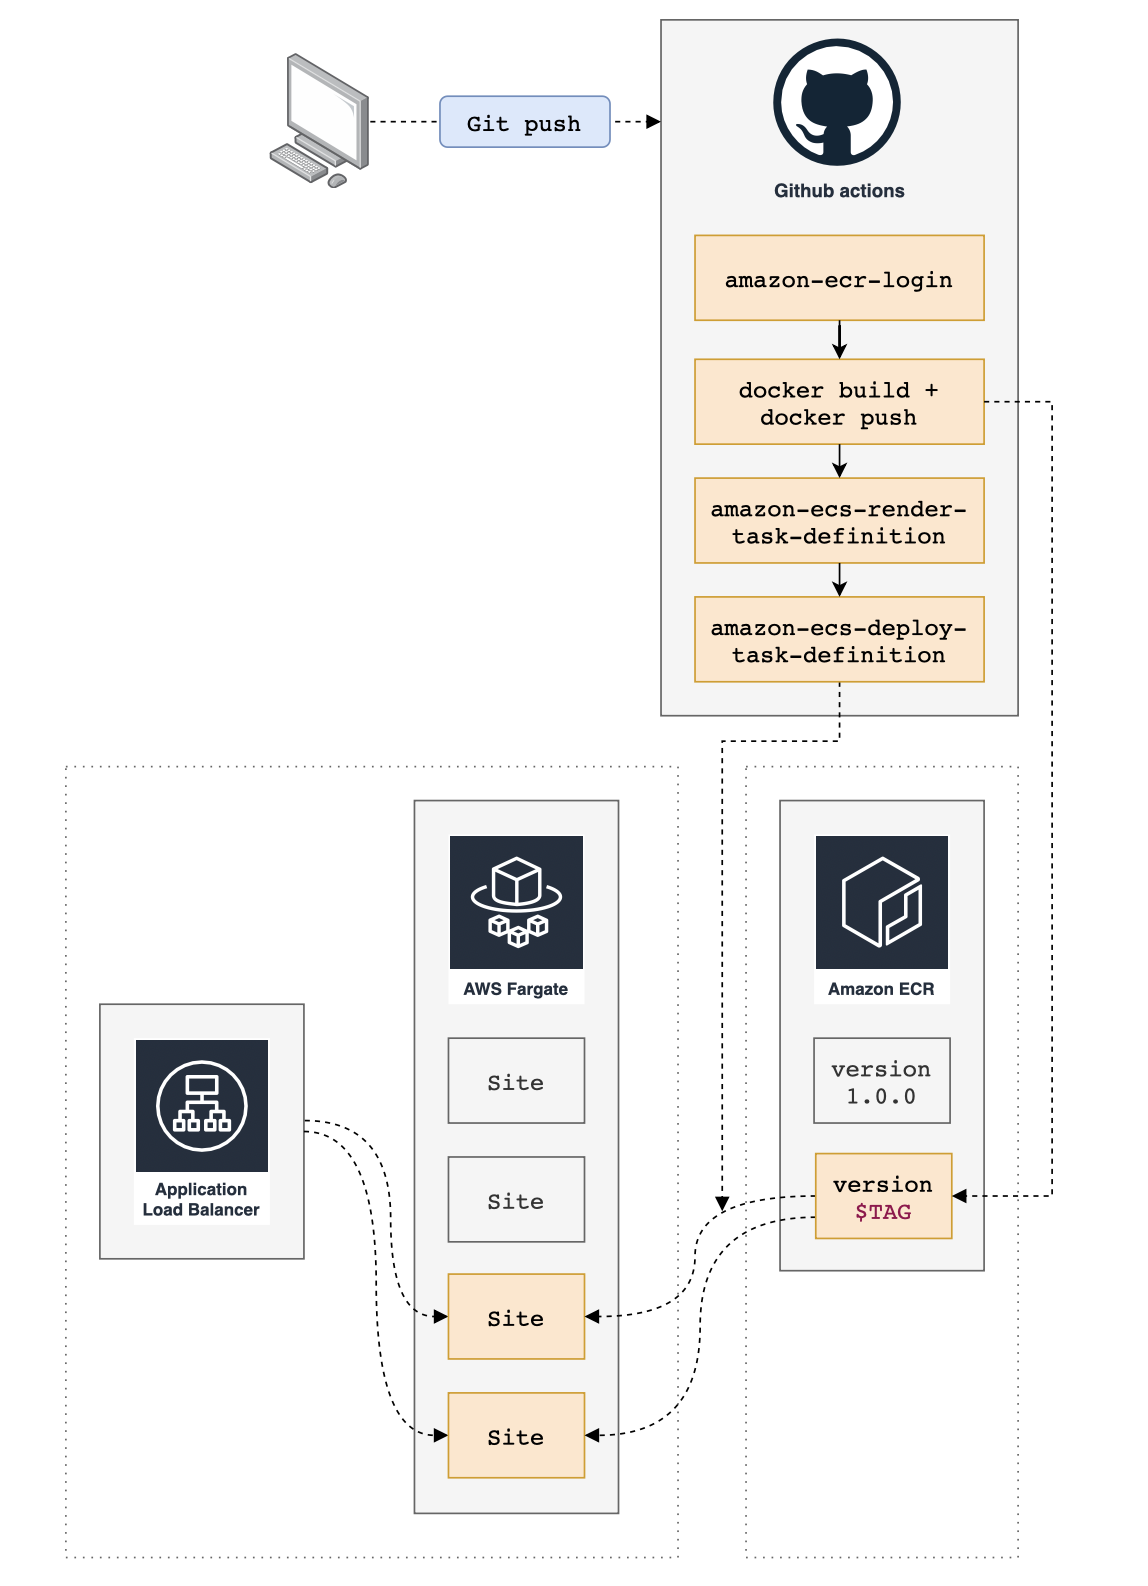 Git push
Github actions
amazon-ecr-login
docker build +
docker push
amazon-ecs-render-
task-definition
amazon-ecs-deploy-
task-definition
AWS Fargate
Site
Site
Site
Site
Amazon ECR
version
1.0.0
version
$TAG
Application
Load Balancer